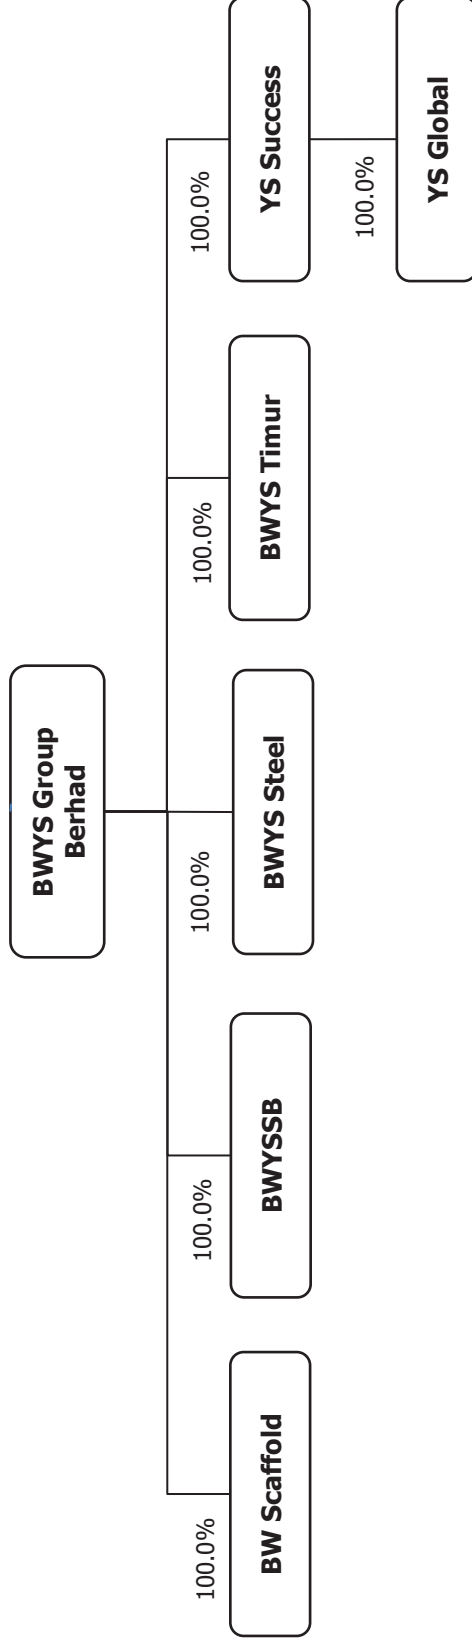 BWYS Group
Berhad
100.0%
100.0%
100.0%
100.0%
100.0%
BW Scaffold
BWYSSB
BWYS Steel
BWYS Timur
YS Success
100.0%
YS Global